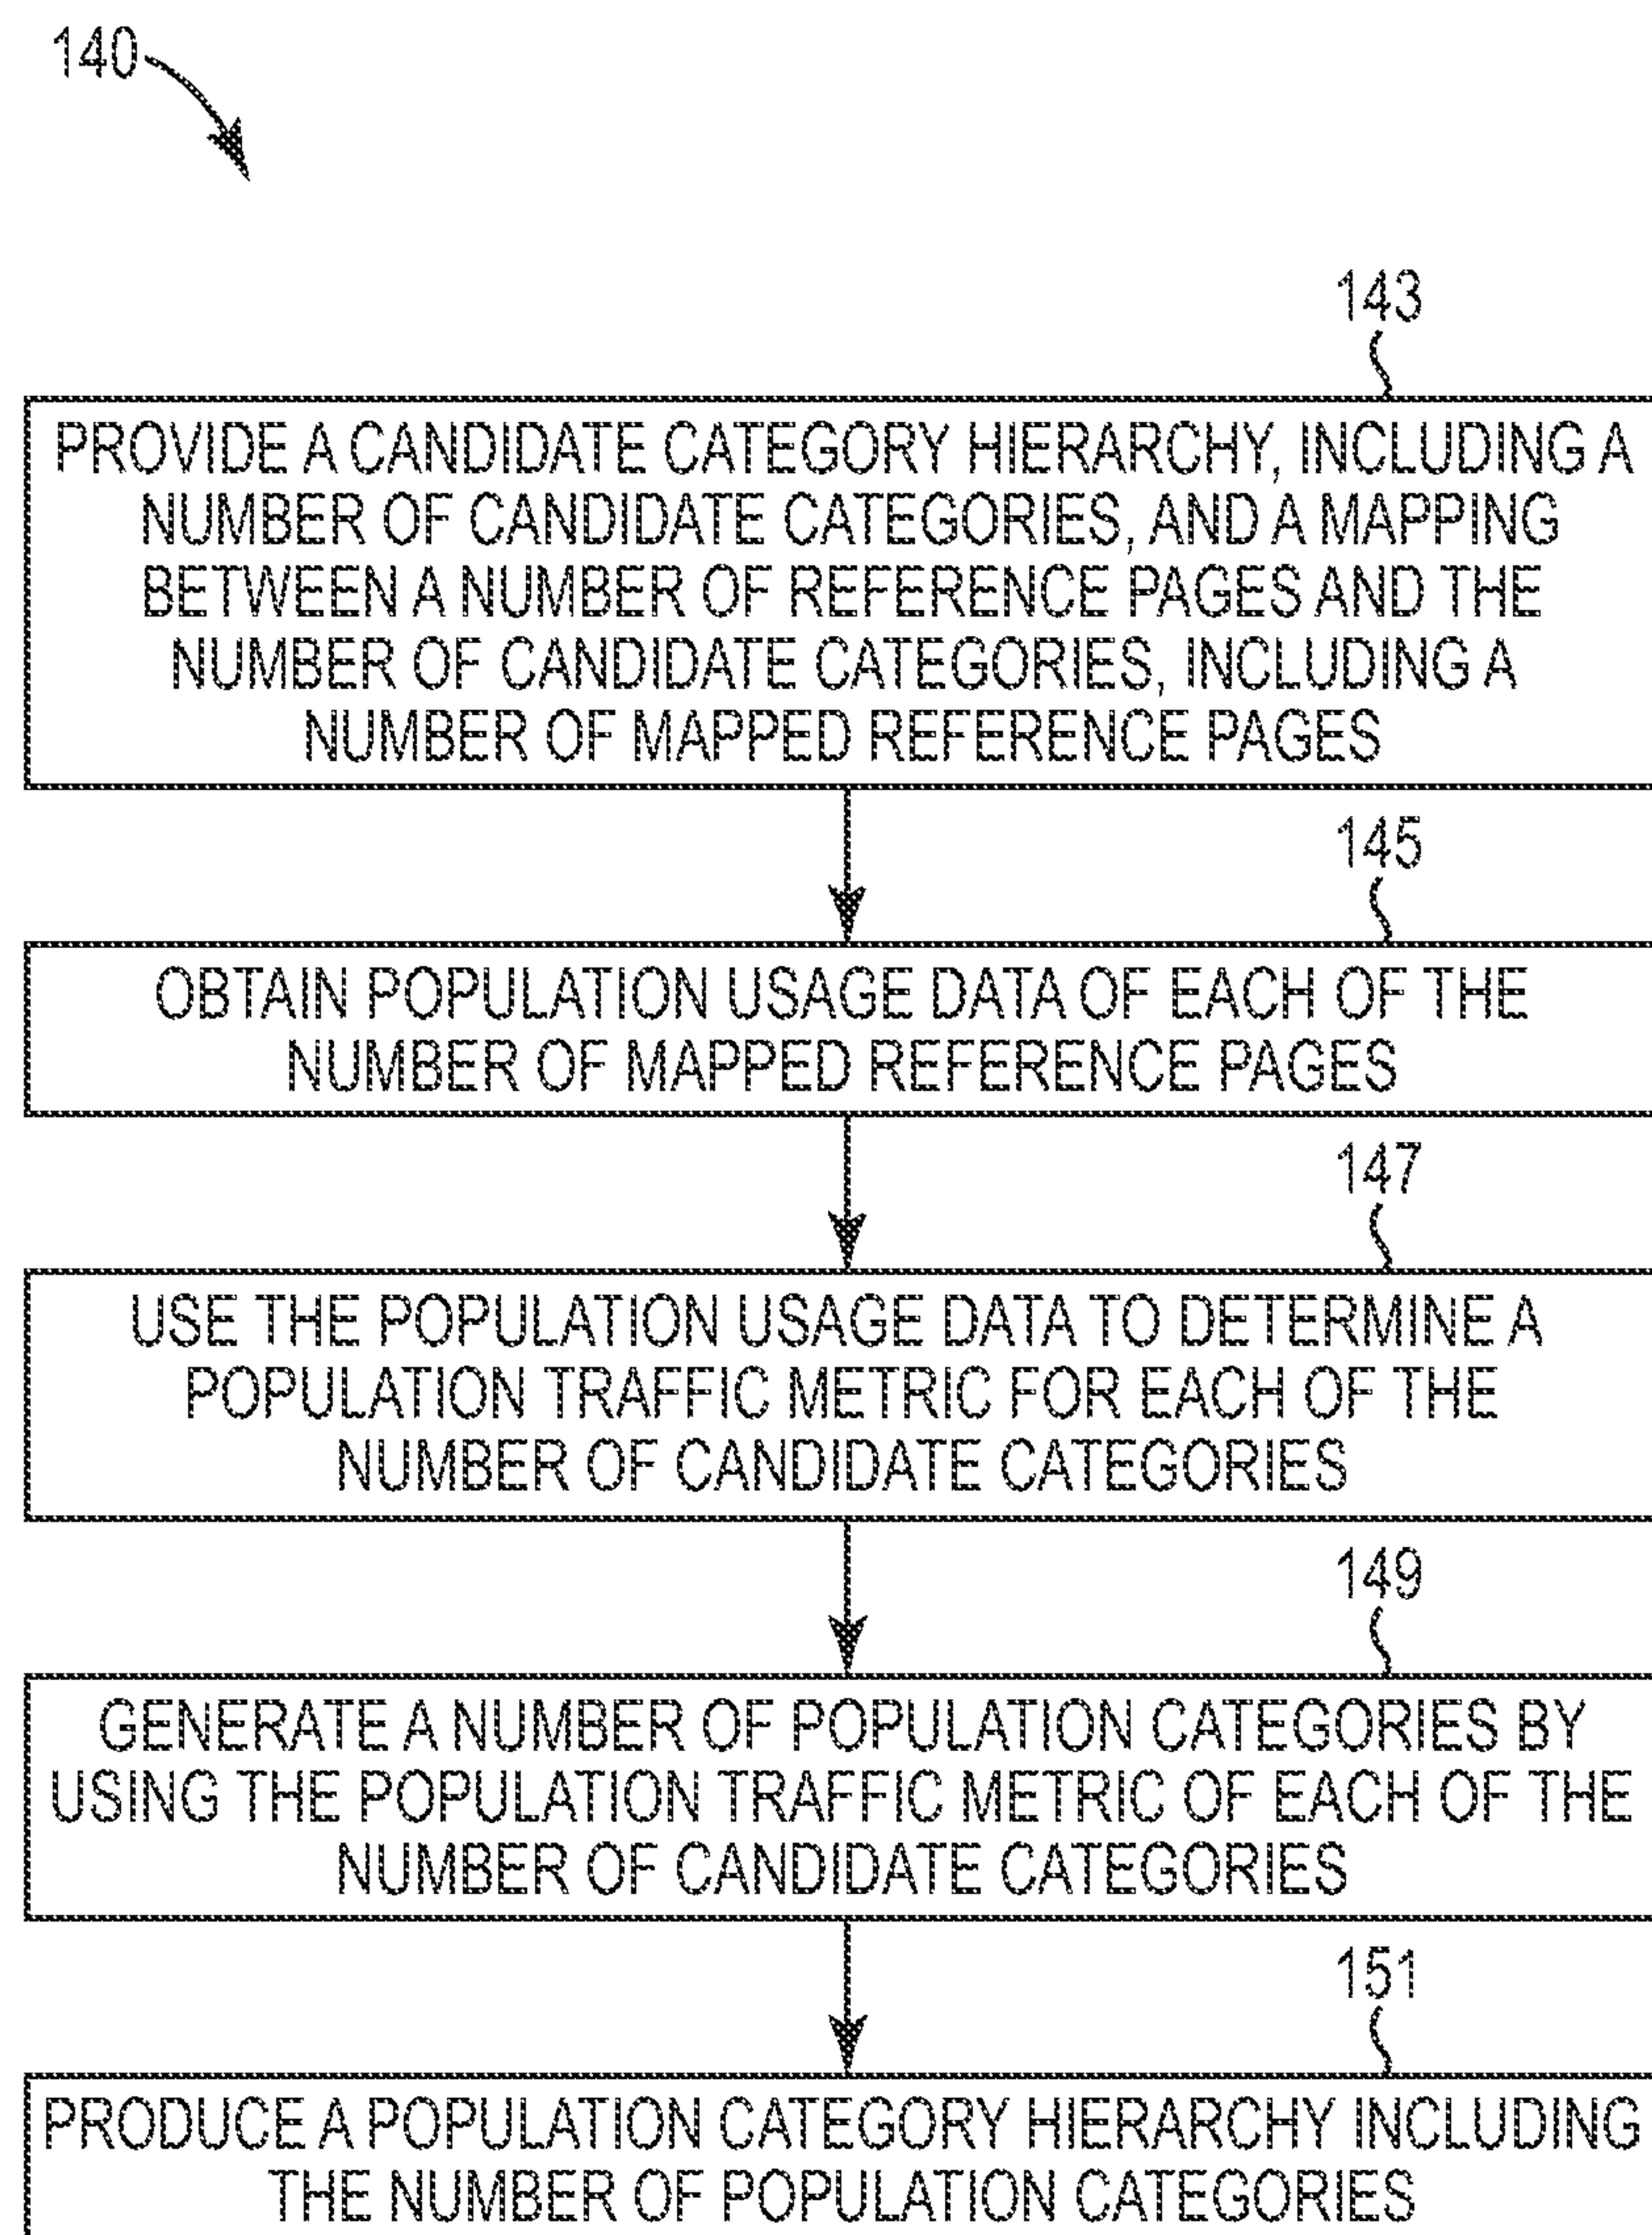 140
143
PROVIDE A CANDIDATE CATEGORY HIERARCHY, INCLUDING A
NUMBER OF CANDIDATE CATEGORIES, AND A MAPPING
BETWEEN A NUMBER OF REFERENCE PAGES AND THE
NUMBER OF CANDIDATE CATEGORIES, INCLUDING A
NUMBER OF MAPPED REFERENCE PAGES
145
OBTAIN POPULATION USAGE DATA OF EACH OF THE
NUMBER OF MAPPED REFERENCE PAGES
147
USE THE POPULATION USAGE DATA TO DETERMINE A
POPULATION TRAFFIC METRIC FOR EACH OF THE
NUMBER OF CANDIDATE CATEGORIES
149
GENERATE A NUMBER OF POPULATION CATEGORIES BY
USING THE POPULATION TRAFFIC METRIC OF EACH OF THE
NUMBER OF CANDIDATE CATEGORIES
151
PRODUCE A POPULATION CATEGORY HIERARCHY INCLUDING
THE NUMBER OF POPULATION CATEGORIES